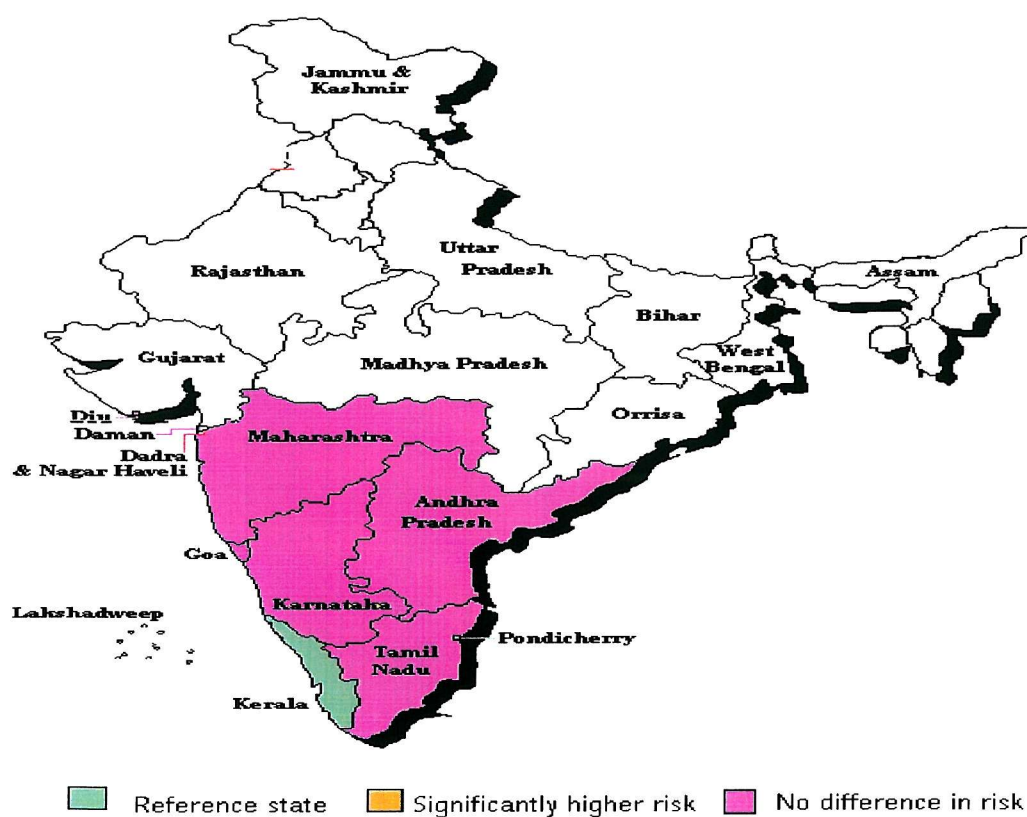 Jammu &
Kashmir
Uttar
Pradesh
Rajasthan
Assam
Bihar
West
Bengal
Gujarat
Madhya Pradesh
Orrisa
Diu
Daman
Dadra
& Nagar Haveli
Maharashtra
Andhra
Pradesh
Goa
Karnataka
Lakshadweep
Pondicherry
Tamil
Nadu
Kerala
Reference state
Significantly higher risk
No difference in risk